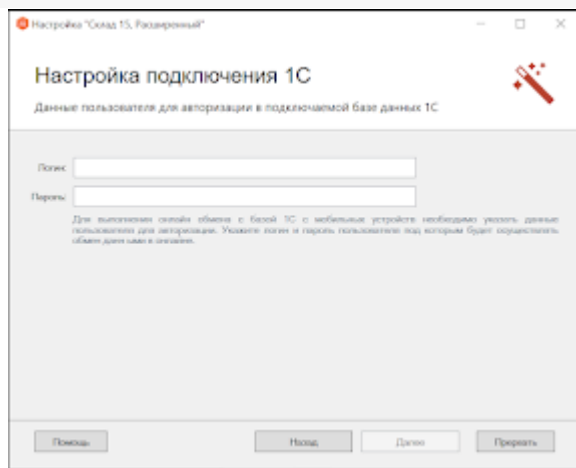 Настройка "Склад 15, Расширенный"
Настройка подключения 1С
Данные пользователя для авторизации в подключаемой базе данных 1С
Логин:
Пароль:
Для выполнения онлайн обмена с базой 1С с мобильных устройств необходимо указать данные
пользователя для авторизации. Укажите логин и пароль пользователя под которым будет осуществлять
обмен данными в онлайне.
Помощь
Назад
Далее
Прервать